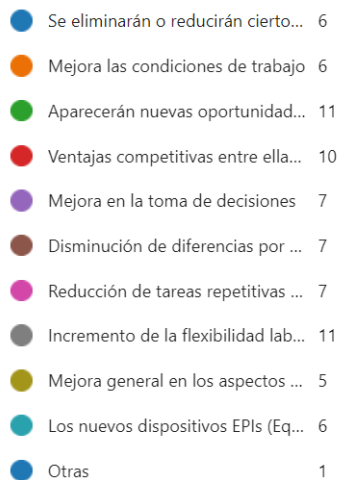 Se eliminarán o reducirán cierto... 6
Mejora las condiciones de trabajo 6
Aparecerán nuevas oportunidad... 11
Ventajas competitivas entre ella... 10
Mejora en la toma de decisiones 7
Disminución de diferencias por ... 7
Reducción de tareas repetitivas ... 7
Incremento de la flexibilidad lab... 11
Mejora general en los aspectos ... 5
Los nuevos dispositivos EPIs (Eq... 6
Otras 1